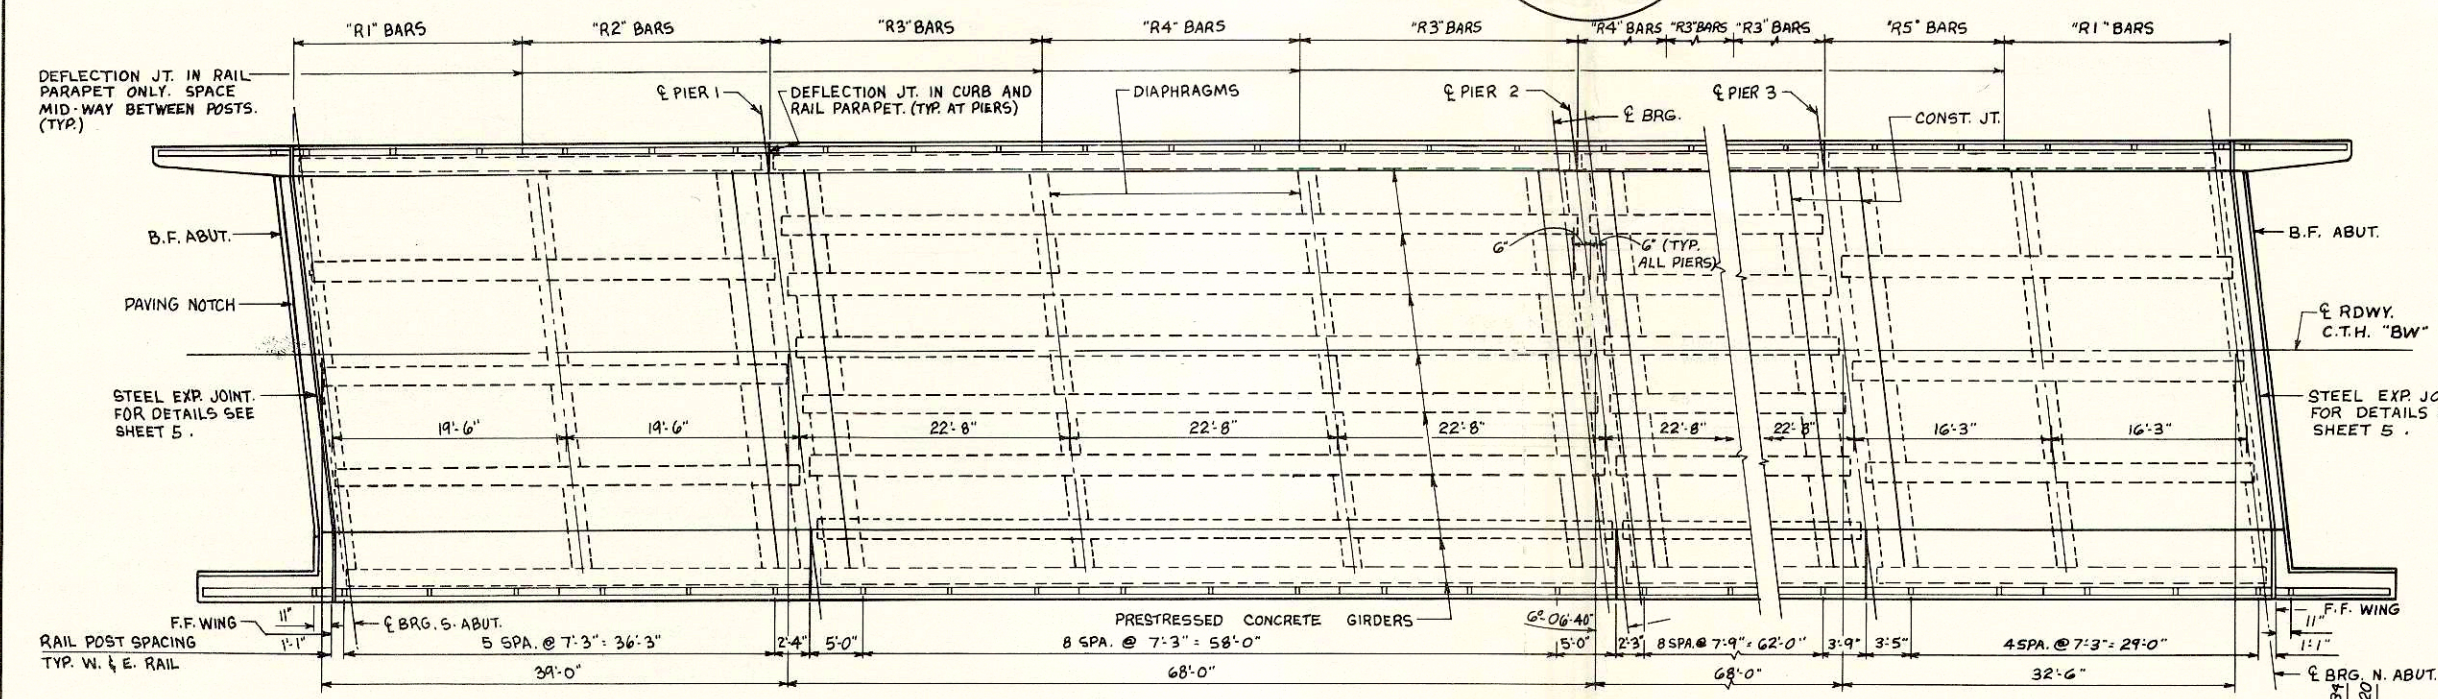 "R1" BARS
"R2" BARS
"R3" BARS
"R4" BARS
"R3" BARS
"R4" BARS
"R3" BARS
"R3" BARS
"R5" BARS
"R1" BARS
DEFLECTION JT. IN RAIL
PARAPET ONLY. SPACE
MID-WAY BETWEEN POSTS.
(TYP.)
℄ PIER 1
DEFLECTION JT. IN CURB AND
RAIL PARAPET. (TYP. AT PIERS)
DIAPHRAGMS
℄ PIER 2
℄ BRG.
℄ PIER 3
CONST. JT.
B.F. ABUT.
6"
6" (TYP.
ALL PIERS)
B.F. ABUT.
PAVING NOTCH
℄ RDWY.
C.T.H. "BW"
STEEL EXP. JOINT.
FOR DETAILS SEE
SHEET 5.
STEEL EXP. JO
FOR DETAILS
SHEET 5.
19'-6"
19'-6"
22'-8"
22'-8"
22'-8"
22'-8"
22'-8"
16'-3"
16'-3"
F.F. WING
11"
℄ BRG. S. ABUT.
PRESTRESSED CONCRETE GIRDERS
6°-06'-40"
F.F. WING
11"
RAIL POST SPACING
TYP. W. & E. RAIL
1'-1"
5 SPA. @ 7'-3" = 36'-3"
2'-4"
5'-0"
8 SPA. @ 7'-3" = 58'-0"
5'-0"
2'-3"
8 SPA. @ 7'-9" = 62'-0"
3'-9"
3'-5"
4 SPA. @ 7'-3" = 29'-0"
1'-1"
39'-0"
68'-0"
68'-0"
32'-6"
℄ BRG. N. ABUT.
20